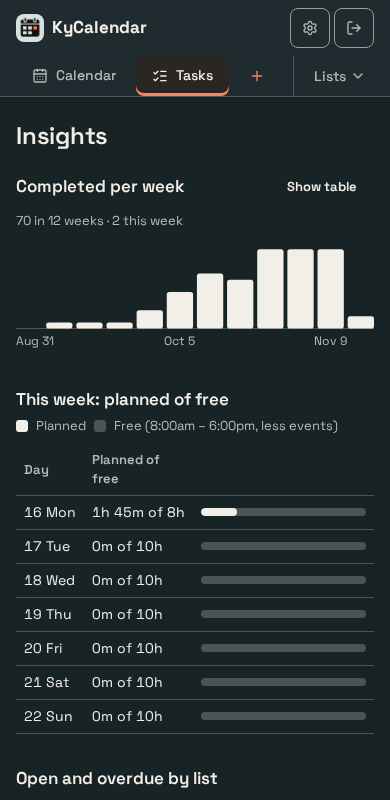 KyCalendar
Calendar
Tasks
+
Lists
Insights
Completed per week
Show table
70 in 12 weeks · 2 this week
Aug 31
Oct 5
Nov 9
This week: planned of free
Planned
Free (8:00am – 6:00pm, less events)
Day
Planned of
free
16 Mon 1h 45m of 8h
17 Tue 0m of 10h
18 Wed 0m of 10h
19 Thu 0m of 10h
20 Fri 0m of 10h
21 Sat 0m of 10h
22 Sun 0m of 10h
Open and overdue by list